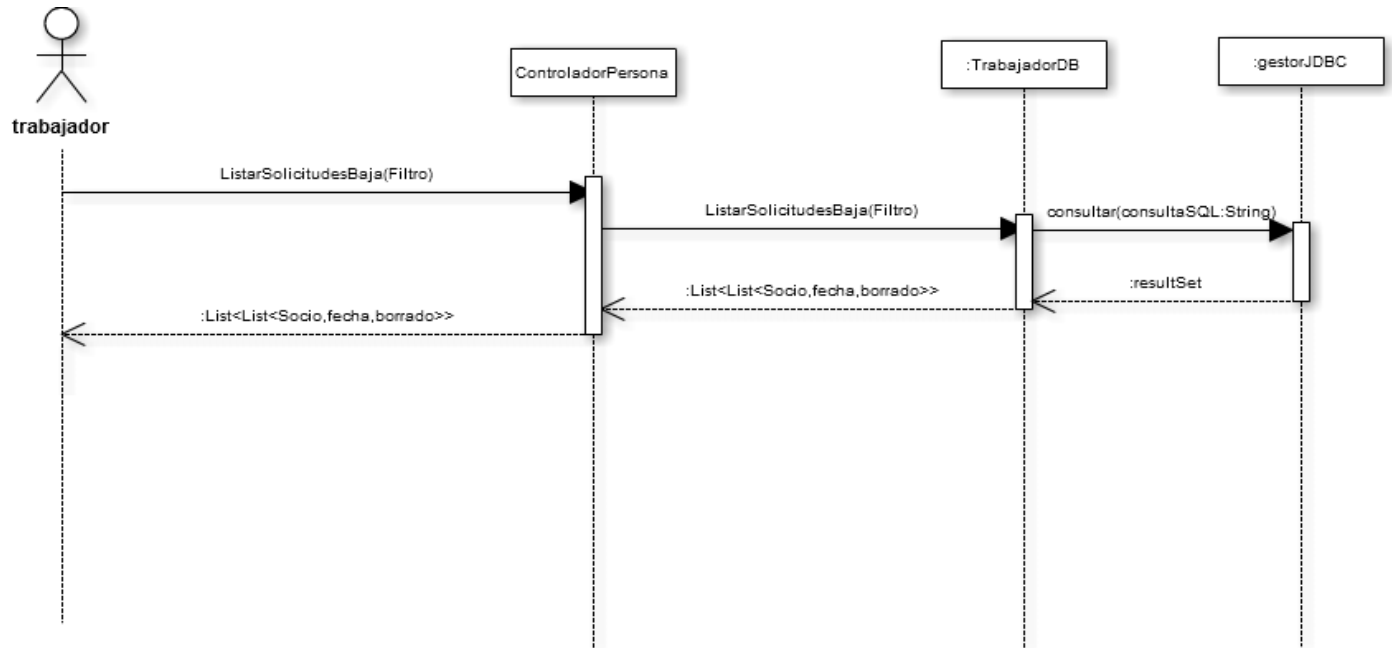 ControladorPersona
:TrabajadorDB
:gestorJDBC
trabajador
ListarSolicitudesBaja(Filtro)
ListarSolicitudesBaja(Filtro)
consultar(consultaSQL:String)
:resultSet
:List<List<Socio,fecha,borrado>>
:List<List<Socio,fecha,borrado>>